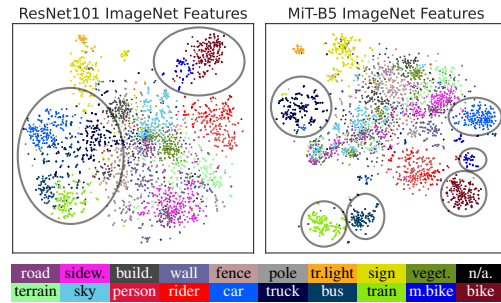 ResNet101 ImageNet Features MiT-B5 ImageNet Features
road sidew. build. wall fence pole tr.light sign veget. n/a.
terrain sky person rider car truck bus train m.bike bike